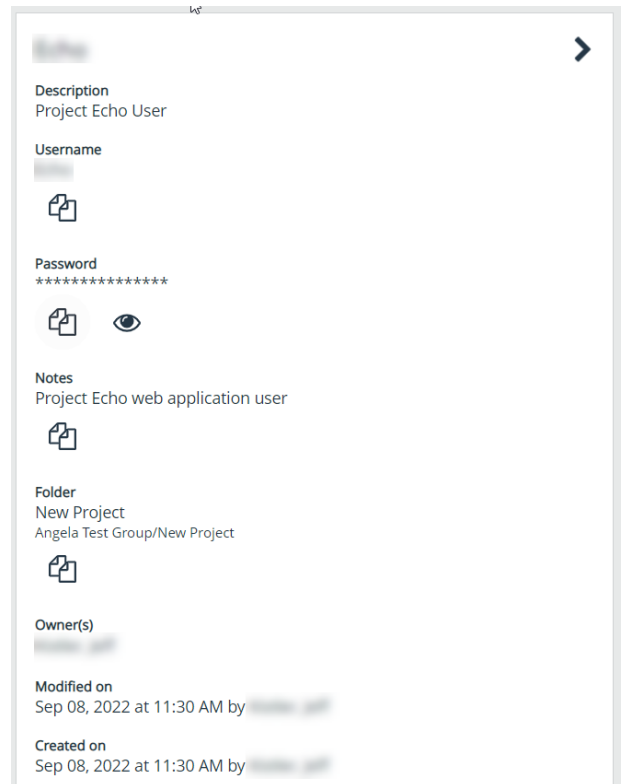 Description
Project Echo User
Username
Password
***************
Notes
Project Echo web application user
Folder
New Project
Angela Test Group/New Project
Owner(s)
Modified on
Sep 08, 2022 at 11:30 AM by
Created on
Sep 08, 2022 at 11:30 AM by